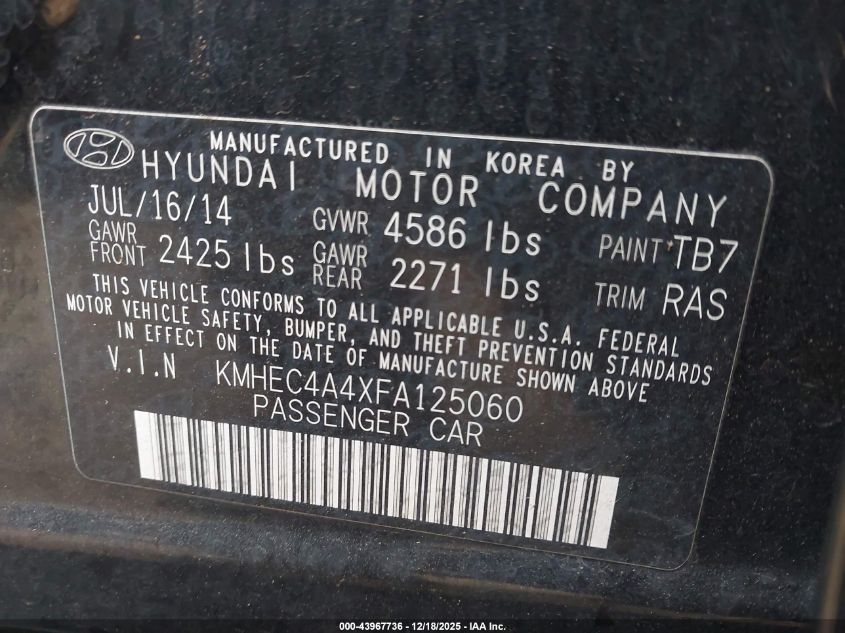 MANUFACTURED IN KOREA BY
HYUNDAI MOTOR COMPANY
JUL/16/14 GVWR 4586 lbs PAINT TB7
GAWR FRONT 2425 lbs GAWR REAR 2271 lbs TRIM RAS
THIS VEHICLE CONFORMS TO ALL APPLICABLE U.S.A. FEDERAL
MOTOR VEHICLE SAFETY, BUMPER, AND THEFT PREVENTION STANDARDS
IN EFFECT ON THE DATE OF MANUFACTURE SHOWN ABOVE
V.I.N KMHEC4A4XFA125060
PASSENGER CAR
000-43967736 - 12/18/2025 - IAA Inc.